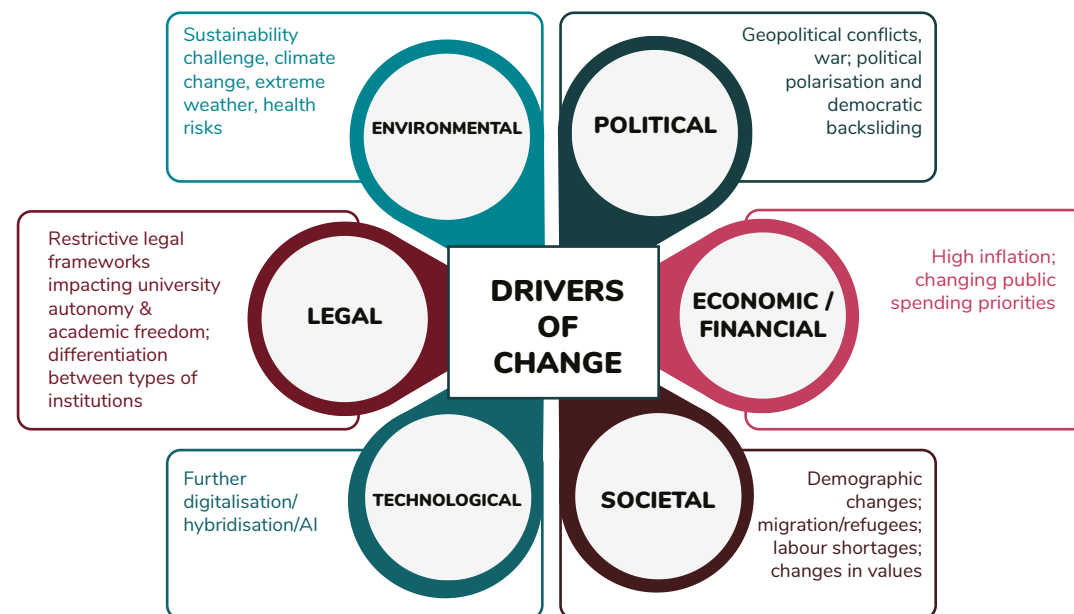 Sustainability
challenge, climate
change, extreme
weather, health
risks
ENVIRONMENTAL
POLITICAL
Geopolitical conflicts,
war; political
polarisation and
democratic
backsliding
Restrictive legal
frameworks
impacting university
autonomy &
academic freedom;
differentiation
between types of
institutions
LEGAL
DRIVERS
OF
CHANGE
ECONOMIC /
FINANCIAL
High inflation;
changing public
spending priorities
Further
digitalisation/
hybridisation/AI
TECHNOLOGICAL
SOCIETAL
Demographic
changes;
migration/refugees;
labour shortages;
changes in values